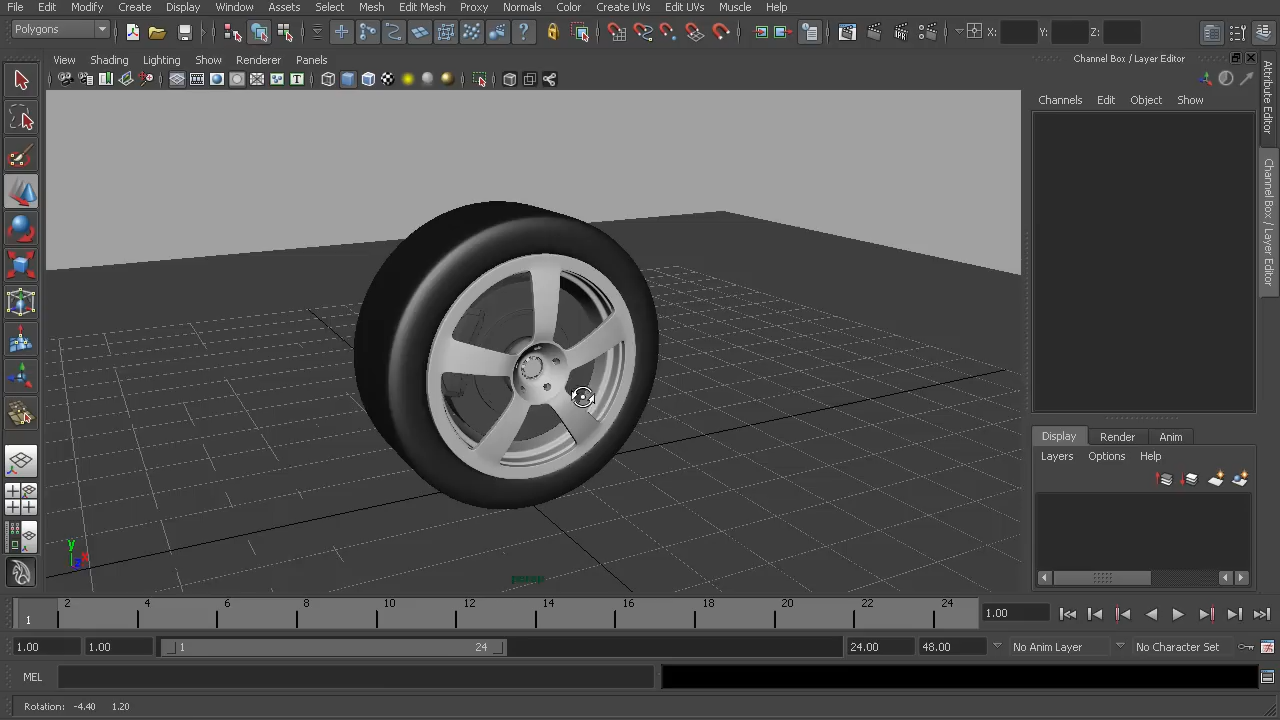 File Edit Modify Create Display Window Assets Select Mesh Edit Mesh Proxy Normals Color Create UVs Edit UVs Muscle Help
Polygons X: Y: Z:
View Shading Lighting Show Renderer Panels
Channel Box / Layer Editor
Channels Edit Object Show
Attribute Editor
Channel Box / Layer Editor
Display Render Anim
Layers Options Help
y
x
z
persp
2 4 6 8 10 12 14 16 18 20 22 24
1 1.00
1.00 1.00 1 24 24.00 48.00 No Anim Layer No Character Set
MEL
Rotation: -4.40 1.20